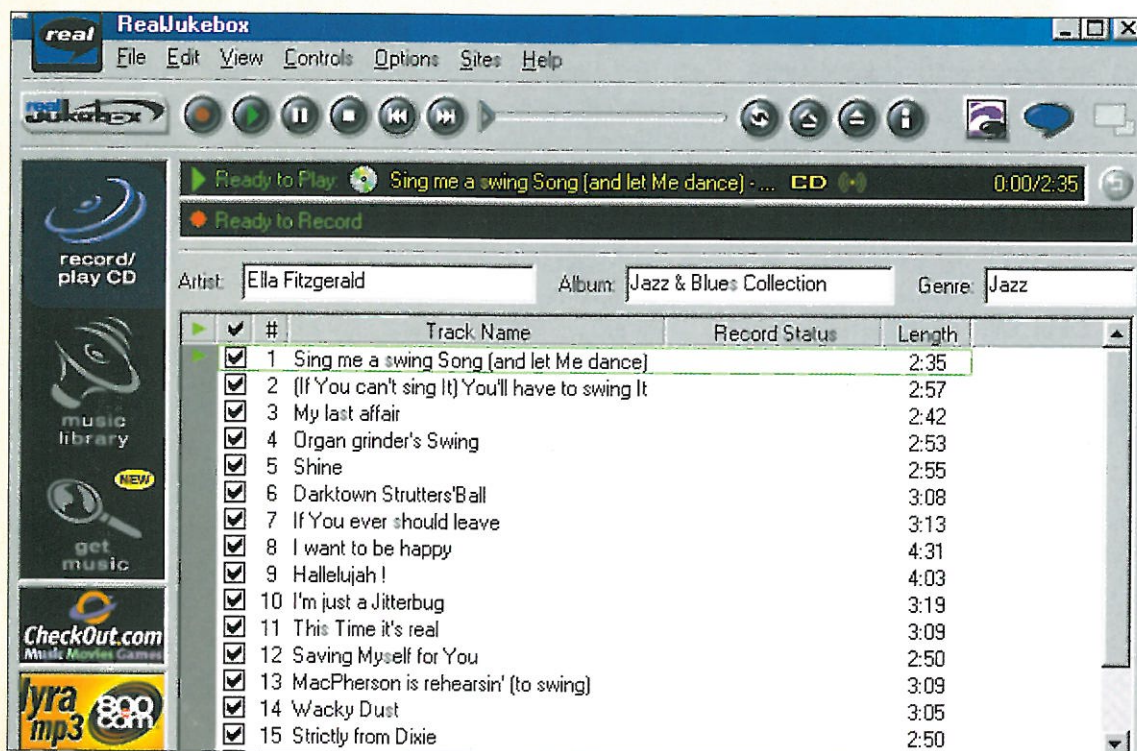 real RealJukebox
File Edit View Controls Options Sites Help
real jukebox
Ready to Play Sing me a swing Song (and let Me dance) - ... CD 0:00/2:35
Ready to Record
record/
play CD
music
library
NEW
get
music
CheckOut.com
Music Movies Games
lyra
mp3
800
com
Artist: Ella Fitzgerald Album: Jazz & Blues Collection Genre: Jazz
# Track Name Record Status Length
1 Sing me a swing Song (and let Me dance) 2:35
2 (If You can't sing It) You'll have to swing It 2:57
3 My last affair 2:42
4 Organ grinder's Swing 2:53
5 Shine 2:55
6 Darktown Strutters'Ball 3:08
7 If You ever should leave 3:13
8 I want to be happy 4:31
9 Hallelujah ! 4:03
10 I'm just a Jitterbug 3:19
11 This Time it's real 3:09
12 Saving Myself for You 2:50
13 MacPherson is rehearsin' (to swing) 3:09
14 Wacky Dust 3:05
15 Strictly from Dixie 2:50